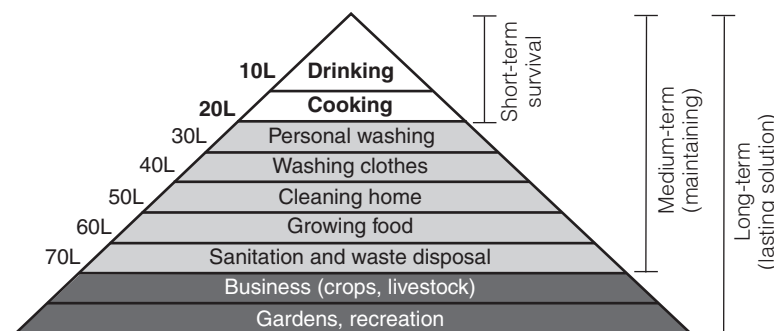 10L Drinking
20L Cooking
30L Personal washing
40L Washing clothes
50L Cleaning home
60L Growing food
70L Sanitation and waste disposal
Business (crops, livestock)
Gardens, recreation
Short-term
survival
Medium-term
(maintaining)
Long-term
(lasting solution)